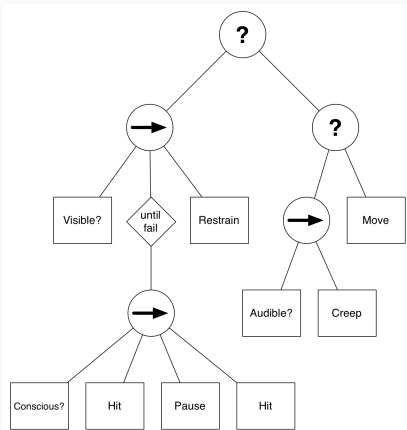 ?
?
Visible?
until
fail
Restrain
Move
Audible?
Creep
Conscious?
Hit
Pause
Hit